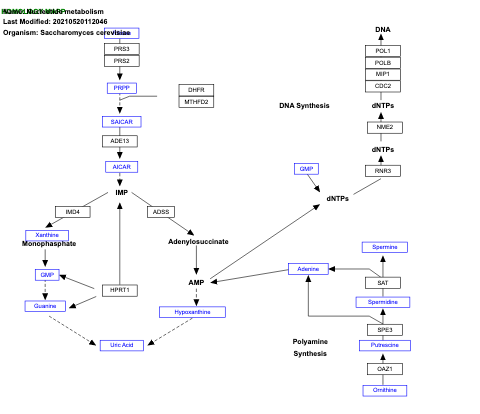 Name: Nucleotide metabolism
Last Modified: 20210520112046
Organism: Saccharomyces cerevisiae
PRS3
PRS2
PRPP
DHFR
MTHFD2
SAICAR
ADE13
AICAR
IMP
IMD4
ADSS
Xanthine
Monophosphate
Adenylosuccinate
GMP
HPRT1
AMP
Guanine
Hypoxanthine
Uric Acid
DNA
POL1
POLB
MIP1
CDC2
DNA Synthesis
dNTPs
NME2
dNTPs
GMP
RNR3
dNTPs
Spermine
Adenine
SAT
Spermidine
SPE3
Polyamine
Synthesis
Putrescine
OAZ1
Ornithine